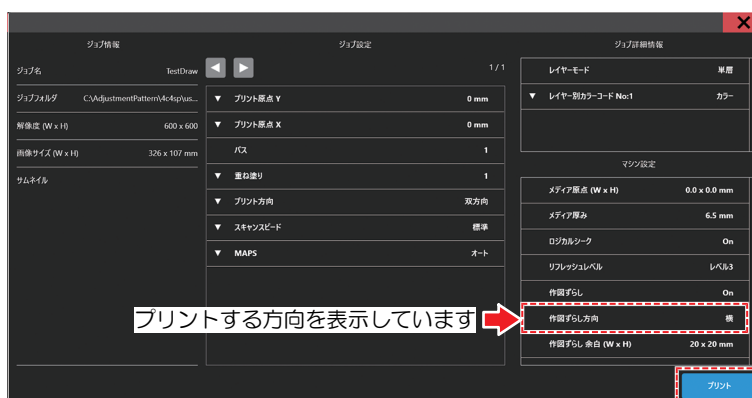 ジョブ情報
ジョブ名 TestDraw
ジョブフォルダ C:\AdjustmentPattern\4c4sp\us...
解像度 (W x H) 600 x 600
画像サイズ (W x H) 326 x 107 mm
サムネイル
ジョブ設定
1 / 1
プリント原点 Y 0 mm
プリント原点 X 0 mm
パス 1
重ね塗り 1
プリント方向 双方向
スキャンスピード 標準
MAPS オート
ジョブ詳細情報
レイヤーモード 単層
レイヤー別カラーコード No:1 カラー
マシン設定
メディア原点 (W x H) 0.0 x 0.0 mm
メディア厚み 6.5 mm
ロジカルシーク On
リフレッシュレベル レベル3
作図ずらし On
作図ずらし方向 横
作図ずらし 余白 (W x H) 20 x 20 mm
プリントする方向を表示しています
プリント